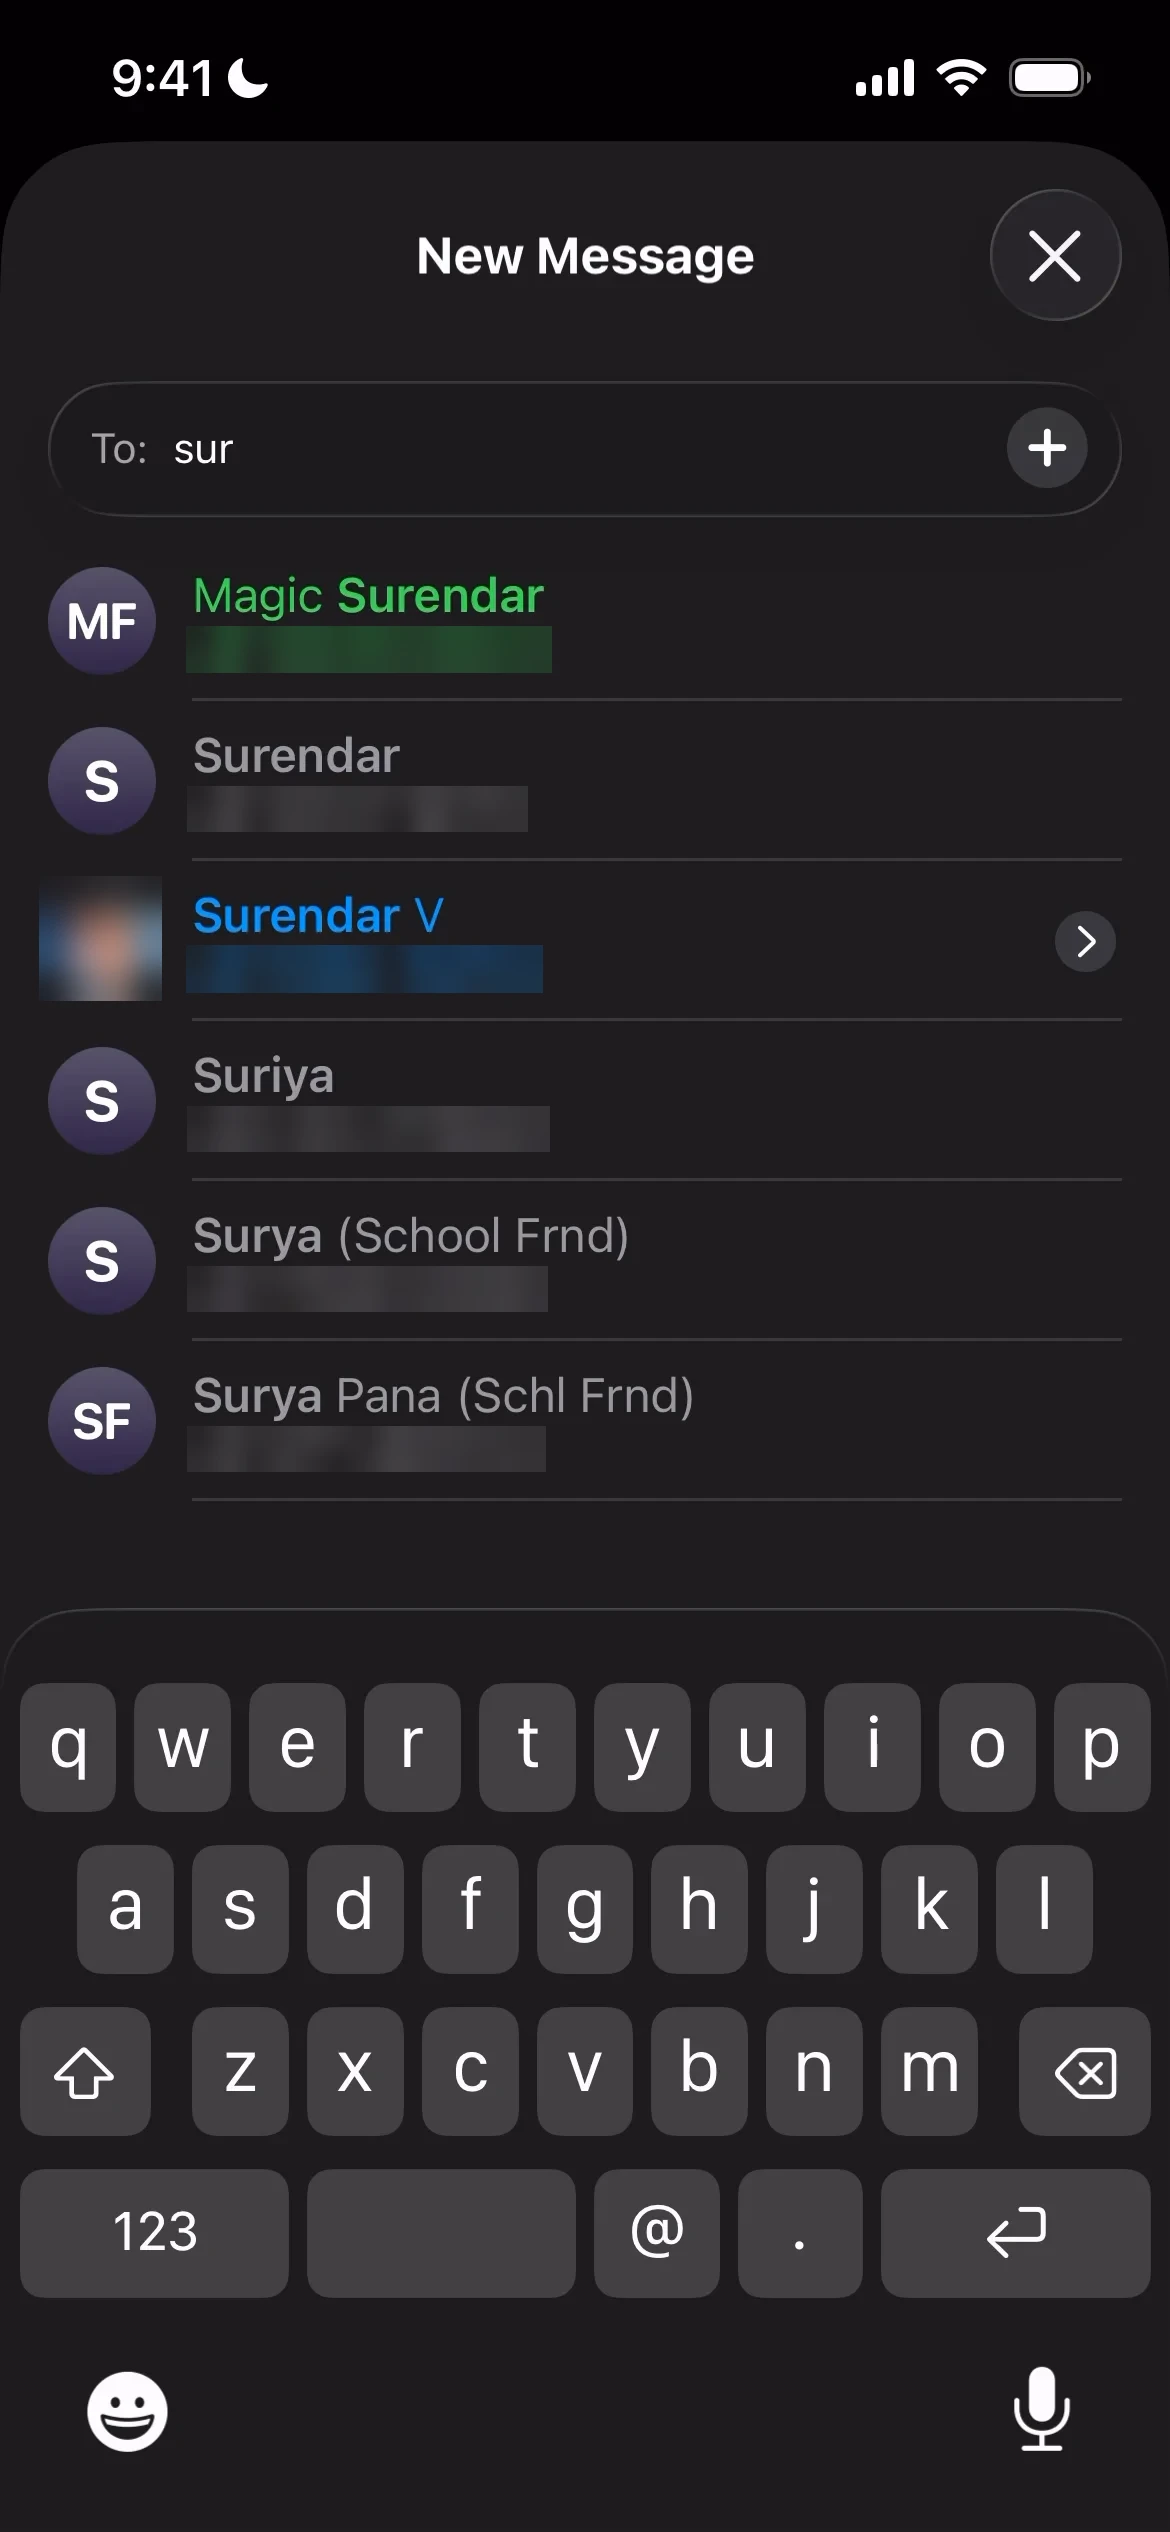 9:41
New Message
To: sur
MF
Magic Surendar
S
Surendar
Surendar V
S
Suriya
S
Surya (School Frnd)
SF
Surya Pana (Schl Frnd)
q w e r t y u i o p
a s d f g h j k l
z x c v b n m
123 @ .